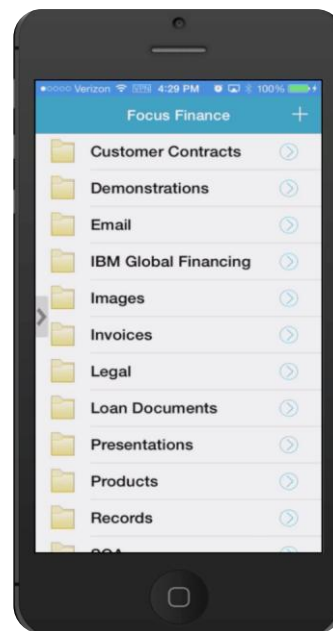 Verizon VPN 4:29 PM 100%
Focus Finance +
Customer Contracts
Demonstrations
Email
IBM Global Financing
Images
Invoices
Legal
Loan Documents
Presentations
Products
Records